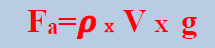 Fₐ=ρ x V x g